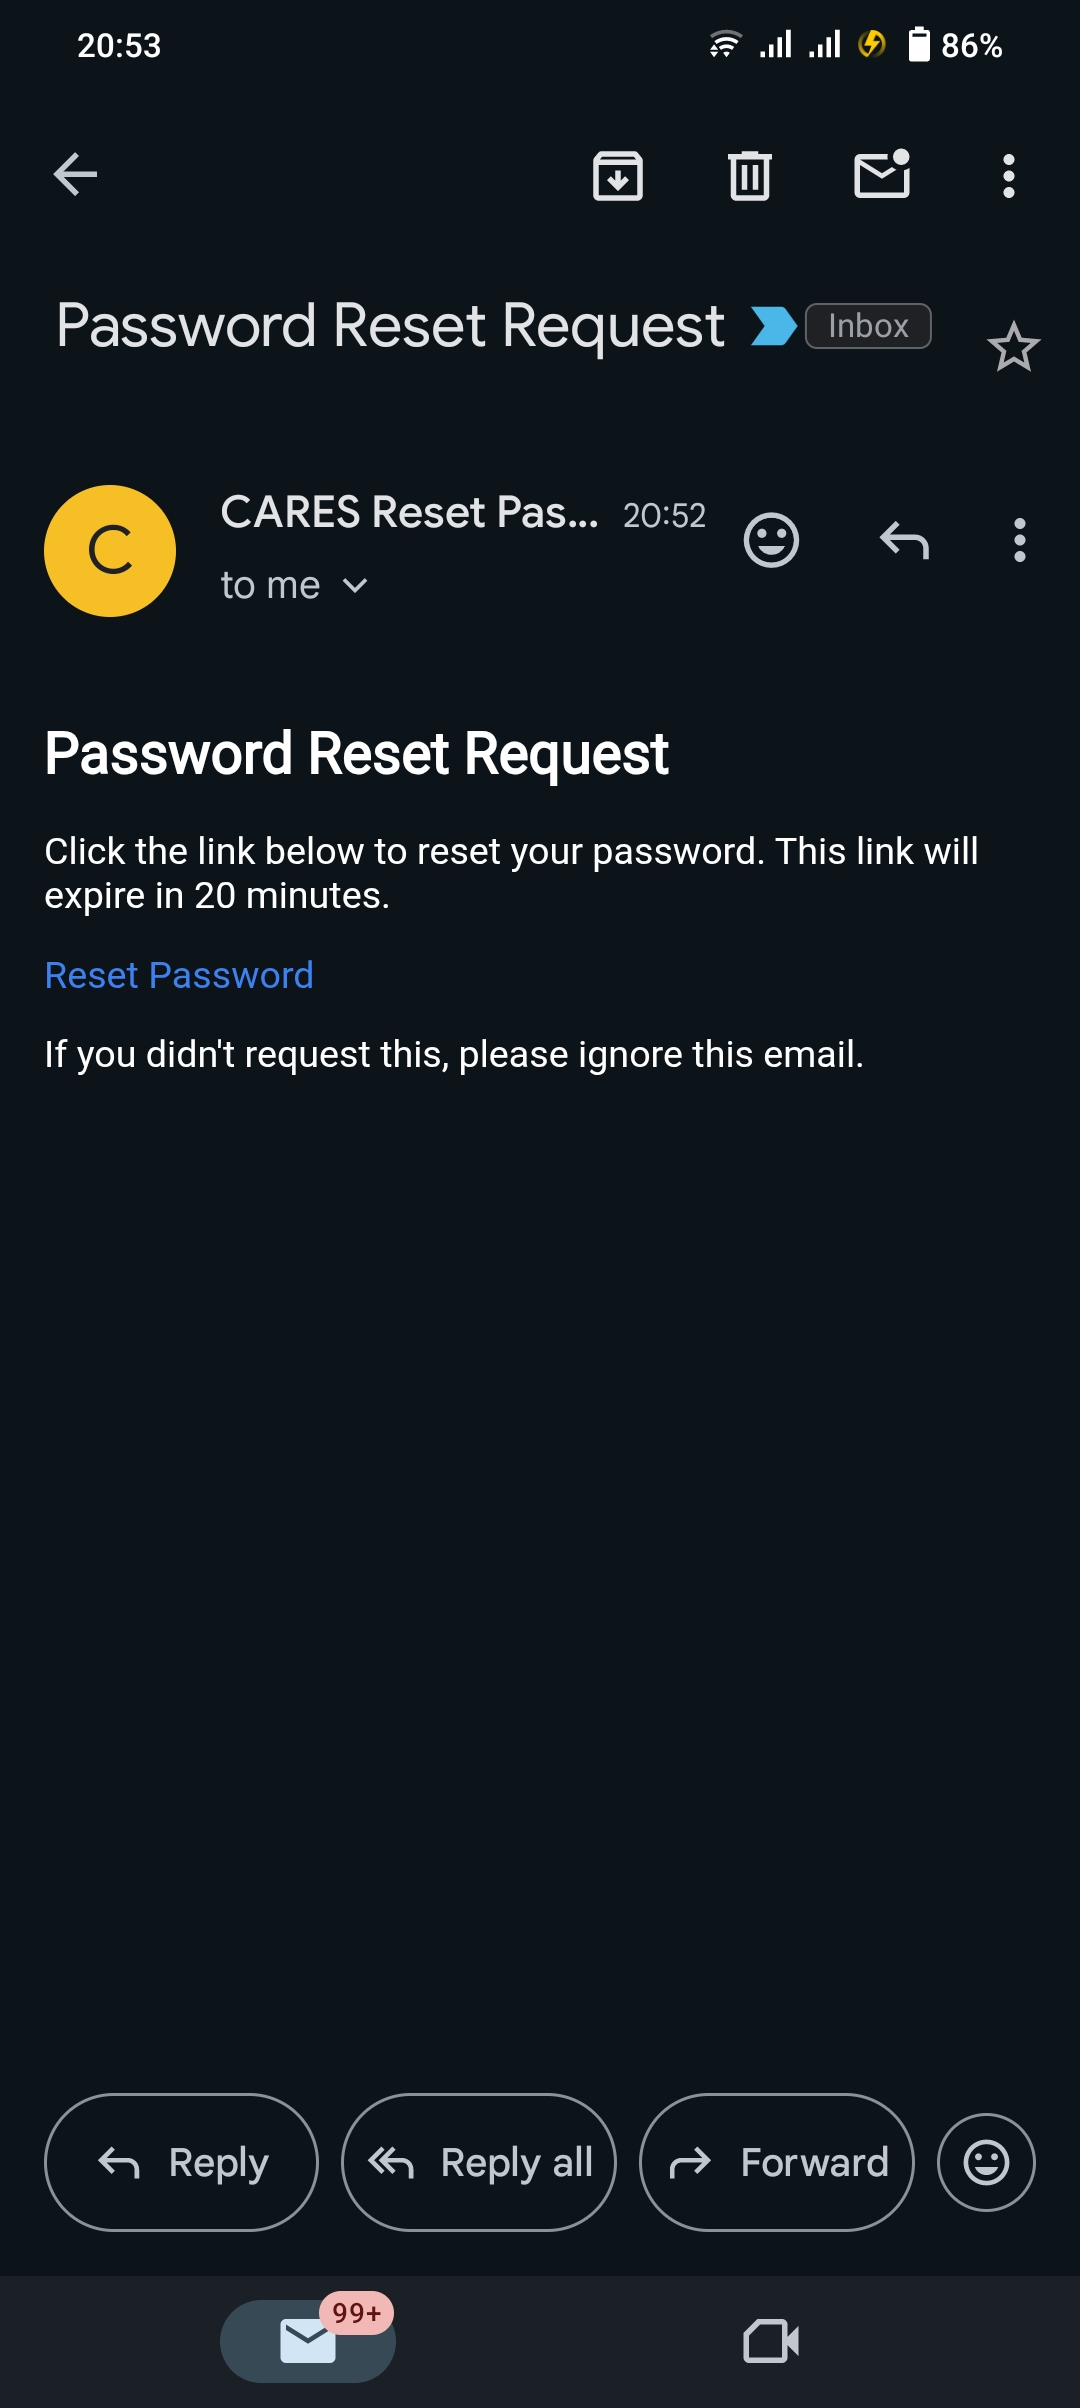 20:53 86%
Password Reset Request Inbox
C
CARES Reset Pas... 20:52
to me
Password Reset Request
Click the link below to reset your password. This link will
expire in 20 minutes.
Reset Password
If you didn't request this, please ignore this email.
Reply Reply all Forward
99+